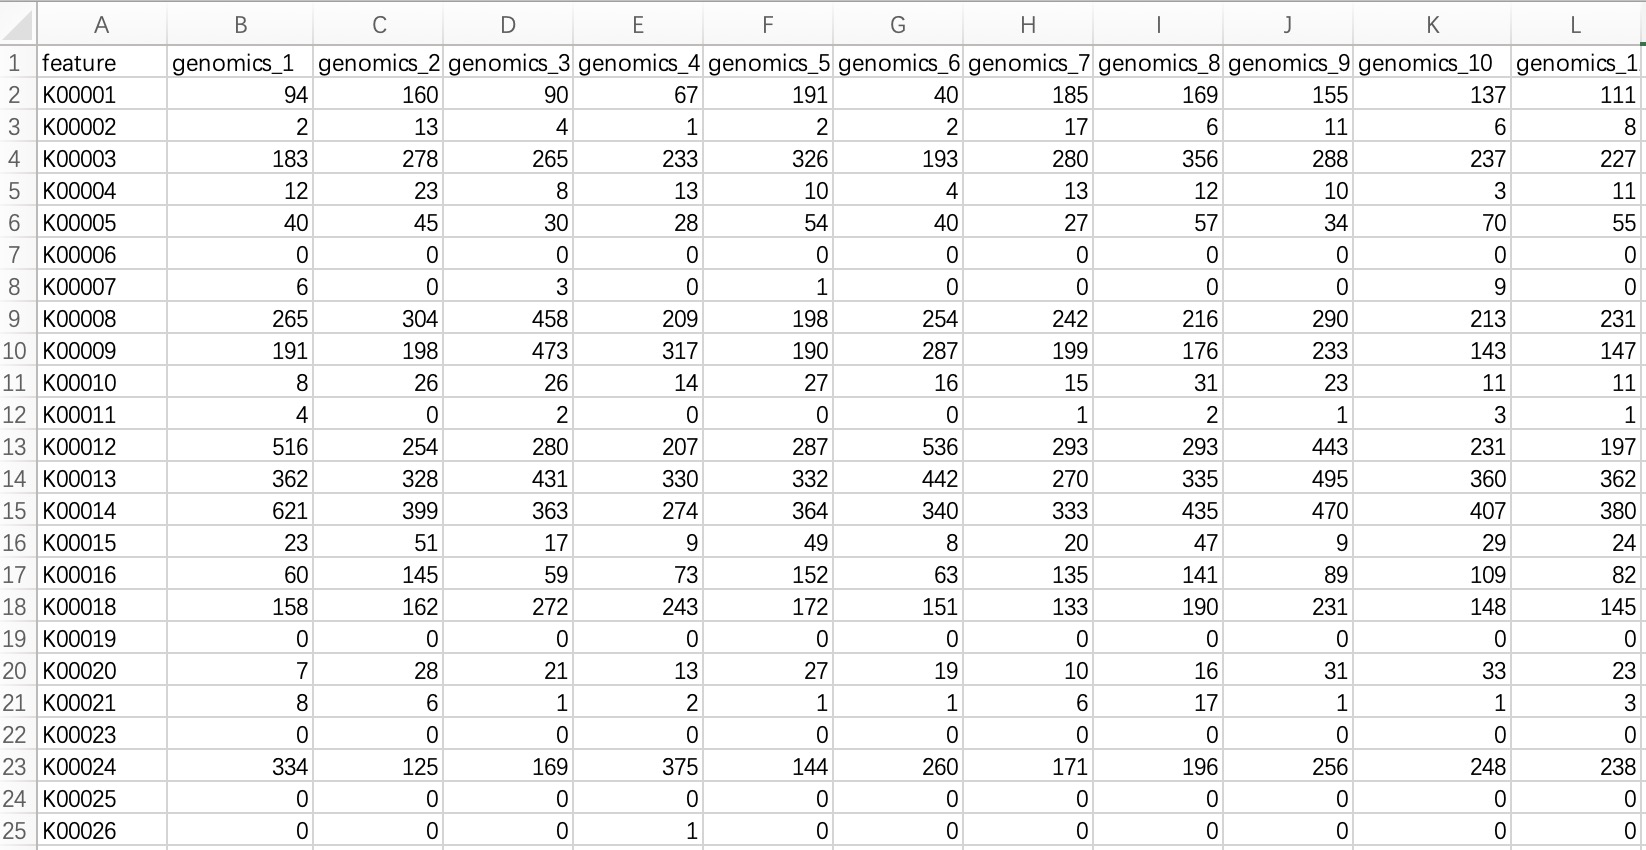 A B C D E F G H I J K L
1 feature genomics_1 genomics_2 genomics_3 genomics_4 genomics_5 genomics_6 genomics_7 genomics_8 genomics_9 genomics_10 genomics_1
2 K00001 94 160 90 67 191 40 185 169 155 137 111
3 K00002 2 13 4 1 2 2 17 6 11 6 8
4 K00003 183 278 265 233 326 193 280 356 288 237 227
5 K00004 12 23 8 13 10 4 13 12 10 3 11
6 K00005 40 45 30 28 54 40 27 57 34 70 55
7 K00006 0 0 0 0 0 0 0 0 0 0 0
8 K00007 6 0 3 0 1 0 0 0 0 9 0
9 K00008 265 304 458 209 198 254 242 216 290 213 231
10 K00009 191 198 473 317 190 287 199 176 233 143 147
11 K00010 8 26 26 14 27 16 15 31 23 11 11
12 K00011 4 0 2 0 0 0 1 2 1 3 1
13 K00012 516 254 280 207 287 536 293 293 443 231 197
14 K00013 362 328 431 330 332 442 270 335 495 360 362
15 K00014 621 399 363 274 364 340 333 435 470 407 380
16 K00015 23 51 17 9 49 8 20 47 9 29 24
17 K00016 60 145 59 73 152 63 135 141 89 109 82
18 K00018 158 162 272 243 172 151 133 190 231 148 145
19 K00019 0 0 0 0 0 0 0 0 0 0 0
20 K00020 7 28 21 13 27 19 10 16 31 33 23
21 K00021 8 6 1 2 1 1 6 17 1 1 3
22 K00023 0 0 0 0 0 0 0 0 0 0 0
23 K00024 334 125 169 375 144 260 171 196 256 248 238
24 K00025 0 0 0 0 0 0 0 0 0 0 0
25 K00026 0 0 0 1 0 0 0 0 0 0 0